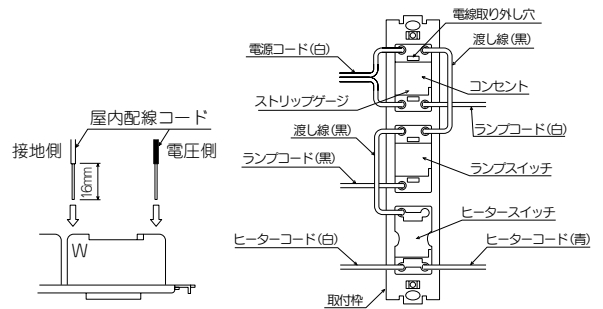 屋内配線コード
接地側
電圧側
16mm
W
電線取り外し穴
渡し線(黒)
電源コード(白)
コンセント
ストリップゲージ
渡し線(黒)
ランプコード(白)
ランプコード(黒)
ランプスイッチ
ヒータースイッチ
ヒーターコード(白)
ヒーターコード(青)
取付枠